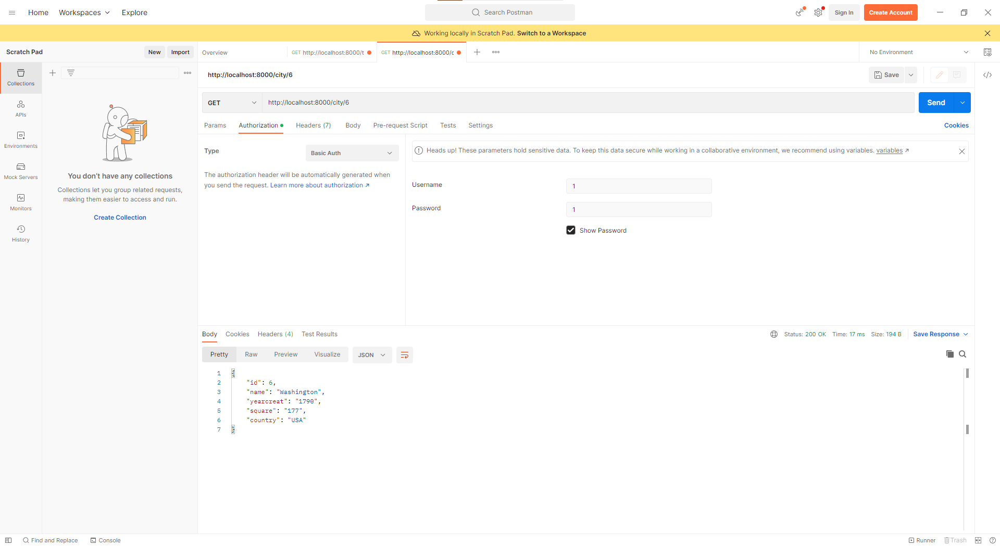 Home Workspaces Explore Search Postman Sign In Create Account
Working locally in Scratch Pad. Switch to a Workspace
Scratch Pad New Import Overview GET http://localhost:8000/t GET http://localhost:8000/c No Environment
Collections
http://localhost:8000/city/6 Save
GET http://localhost:8000/city/6 Send
APIs
Params Authorization Headers (7) Body Pre-request Script Tests Settings Cookies
Environments
Type Basic Auth Heads up! These parameters hold sensitive data. To keep this data secure while working in a collaborative environment, we recommend using variables. variables
The authorization header will be automatically generated when
you send the request. Learn more about authorization
Mock Servers
You don't have any collections
Collections let you group related requests,
making them easier to access and run.
Create Collection
Username 1
Password 1
Show Password
Monitors
History
Body Cookies Headers (4) Test Results Status: 200 OK Time: 17 ms Size: 194 B Save Response
Pretty Raw Preview Visualize JSON
1 {
2 "id": 6,
3 "name": "Washington",
4 "yearcreat": "1790",
5 "square": "177",
6 "country": "USA"
7 }
Find and Replace Console Runner Trash